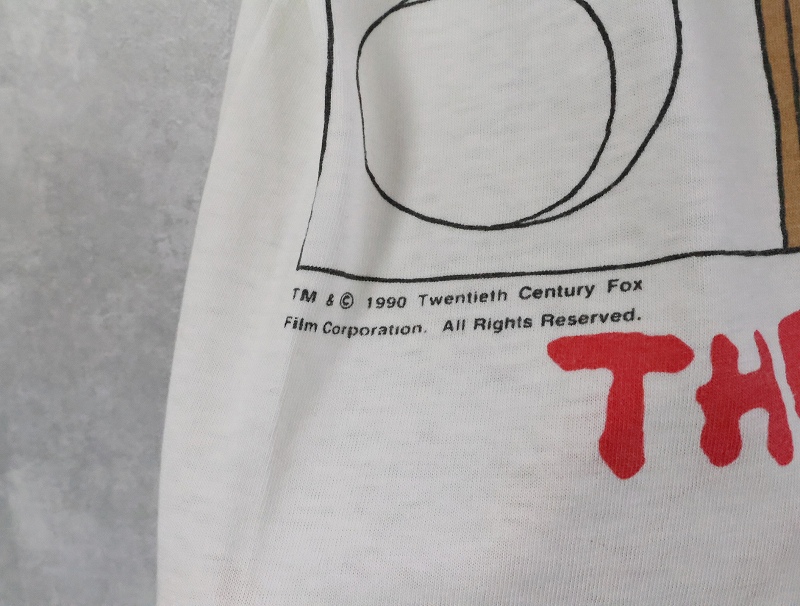 TM & © 1990 Twentieth Century Fox
Film Corporation. All Rights Reserved.
TH